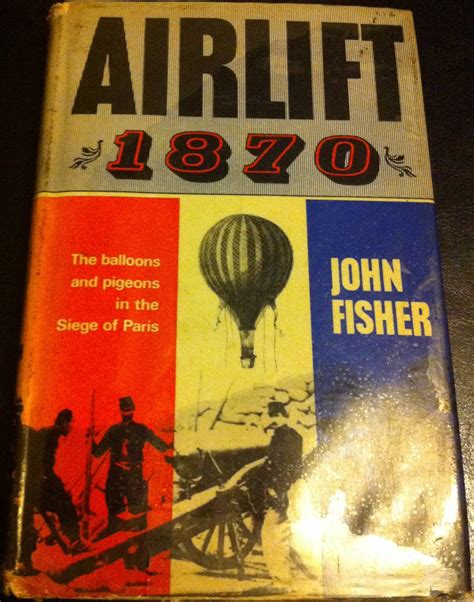 AIRLIFT
1870
The balloons
and pigeons
in the
Siege of Paris
JOHN
FISHER